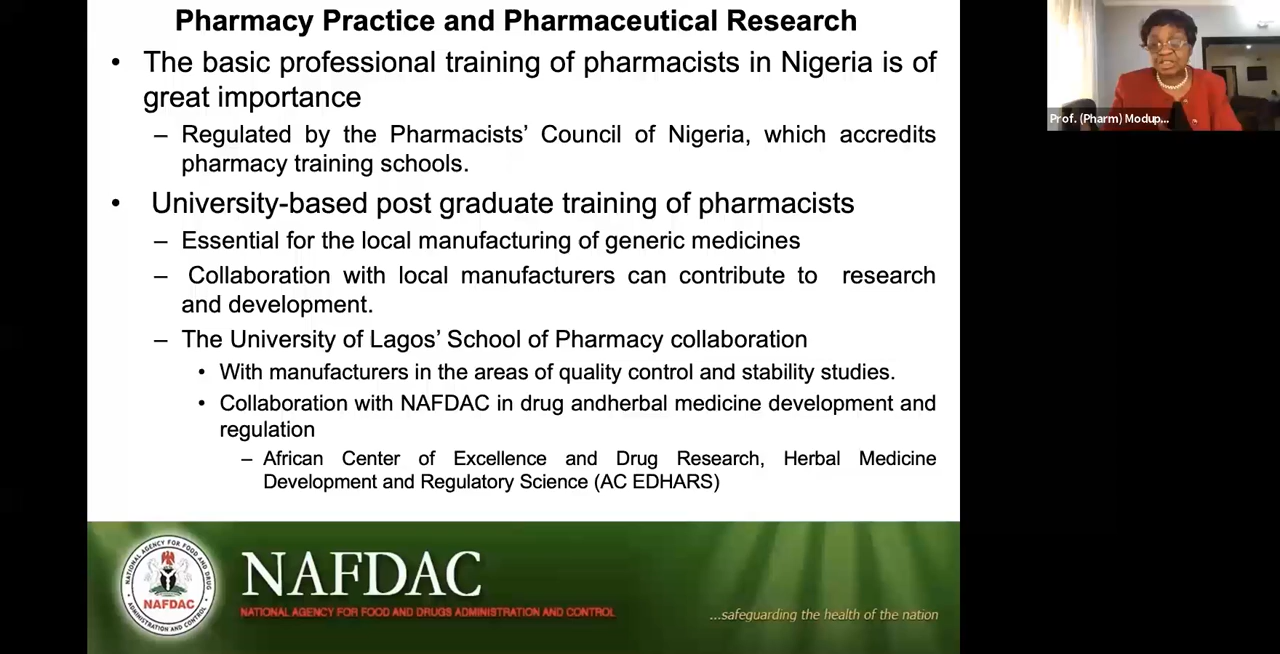 Pharmacy Practice and Pharmaceutical Research
• The basic professional training of pharmacists in Nigeria is of
great importance
– Regulated by the Pharmacists’ Council of Nigeria, which accredits
pharmacy training schools.
• University-based post graduate training of pharmacists
– Essential for the local manufacturing of generic medicines
– Collaboration with local manufacturers can contribute to research
and development.
– The University of Lagos’ School of Pharmacy collaboration
• With manufacturers in the areas of quality control and stability studies.
• Collaboration with NAFDAC in drug andherbal medicine development and
regulation
– African Center of Excellence and Drug Research, Herbal Medicine
Development and Regulatory Science (AC EDHARS)
NATIONAL AGENCY FOR FOOD AND DRUG
NAFDAC
ADMINISTRATION AND CONTROL
NAFDAC
NATIONAL AGENCY FOR FOOD AND DRUGS ADMINISTRATION AND CONTROL
...safeguarding the health of the nation
Prof. (Pharm) Modup...